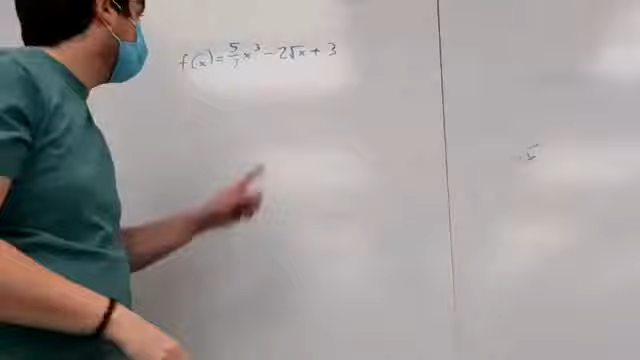 f(x) = 5/7 x³ - 2√x + 3